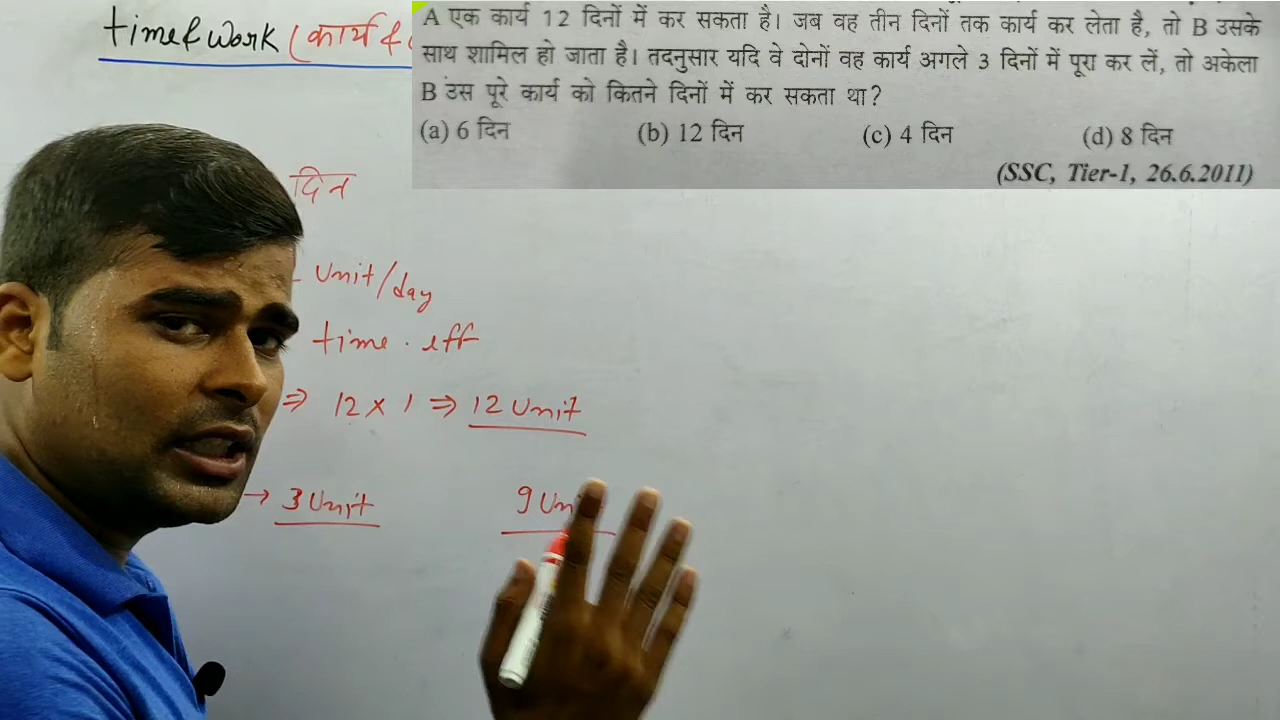 time & work (कार्य &
A एक कार्य 12 दिनों में कर सकता है। जब वह तीन दिनों तक कार्य कर लेता है, तो B उसके
साथ शामिल हो जाता है। तदनुसार यदि वे दोनों वह कार्य अगले 3 दिनों में पूरा कर लें, तो अकेला
B उस पूरे कार्य को कितने दिनों में कर सकता था?
(a) 6 दिन (b) 12 दिन (c) 4 दिन (d) 8 दिन
(SSC, Tier-1, 26.6.2011)
दिन
Unit/day
time . eff
⇒ 12 × 1 ⇒ 12 Unit
→ 3 Unit 9